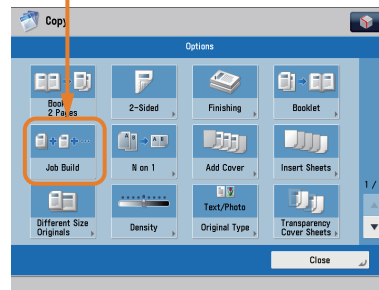 Copy
Options
Book
2 Pages
2-Sided
Finishing
Booklet
Job Build
N on 1
Add Cover
Insert Sheets
Different Size
Originals
Density
Text/Photo
Original Type
Transparency
Cover Sheets
1/
Close